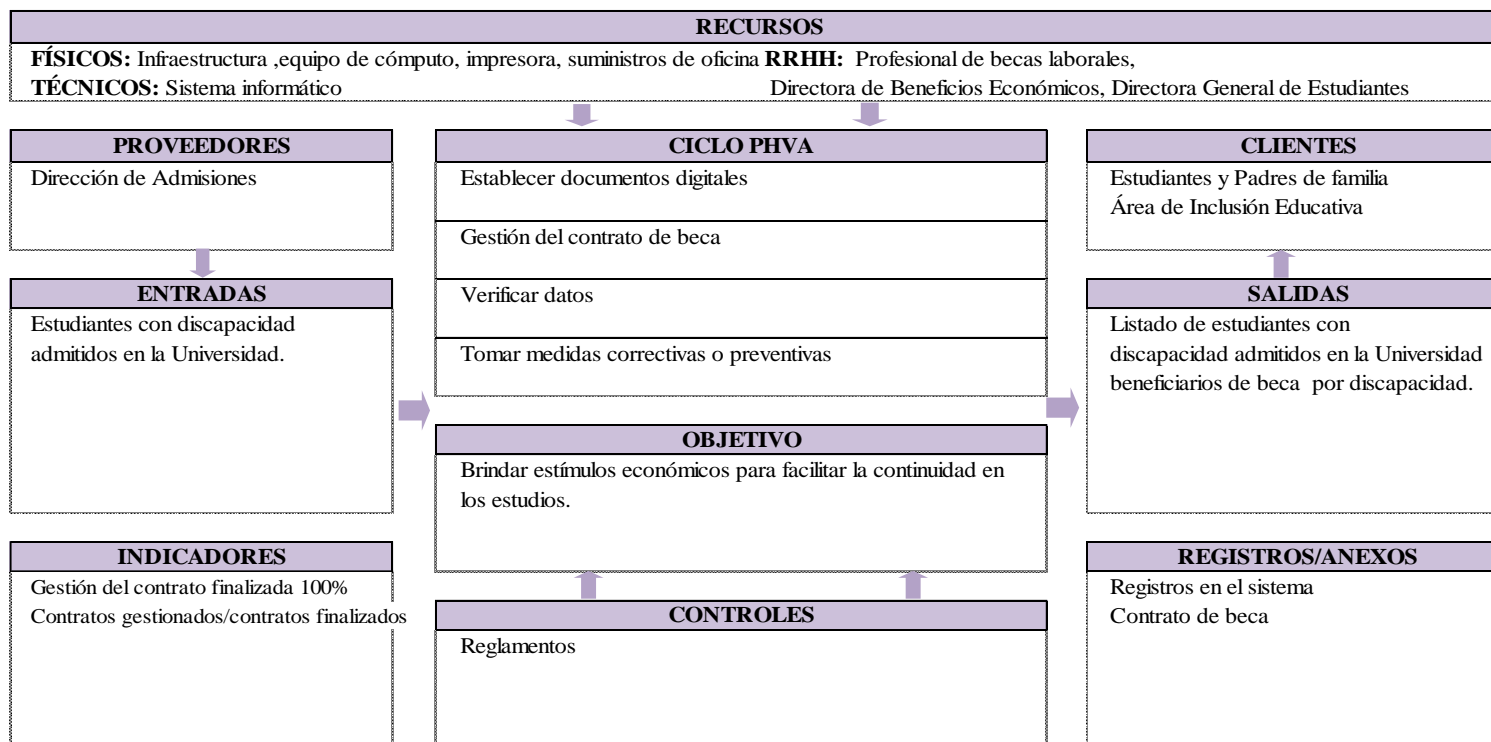 RECURSOS
FÍSICOS: Infraestructura ,equipo de cómputo, impresora, suministros de oficina RRHH: Profesional de becas laborales,
TÉCNICOS: Sistema informático Directora de Beneficios Económicos, Directora General de Estudiantes
PROVEEDORES
Dirección de Admisiones
ENTRADAS
Estudiantes con discapacidad
admitidos en la Universidad.
INDICADORES
Gestión del contrato finalizada 100%
Contratos gestionados/contratos finalizados
CICLO PHVA
Establecer documentos digitales
Gestión del contrato de beca
Verificar datos
Tomar medidas correctivas o preventivas
OBJETIVO
Brindar estímulos económicos para facilitar la continuidad en
los estudios.
CONTROLES
Reglamentos
CLIENTES
Estudiantes y Padres de familia
Área de Inclusión Educativa
SALIDAS
Listado de estudiantes con
discapacidad admitidos en la Universidad
beneficiarios de beca por discapacidad.
REGISTROS/ANEXOS
Registros en el sistema
Contrato de beca